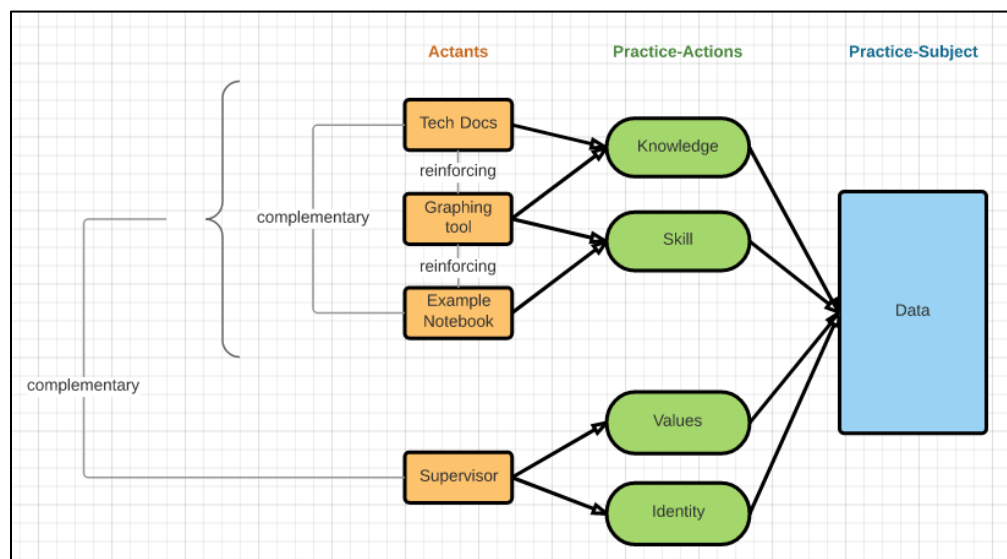 Actants
Practice-Actions
Practice-Subject
Tech Docs
Knowledge
reinforcing
complementary
Graphing
tool
Skill
reinforcing
Example
Notebook
Data
complementary
Values
Supervisor
Identity